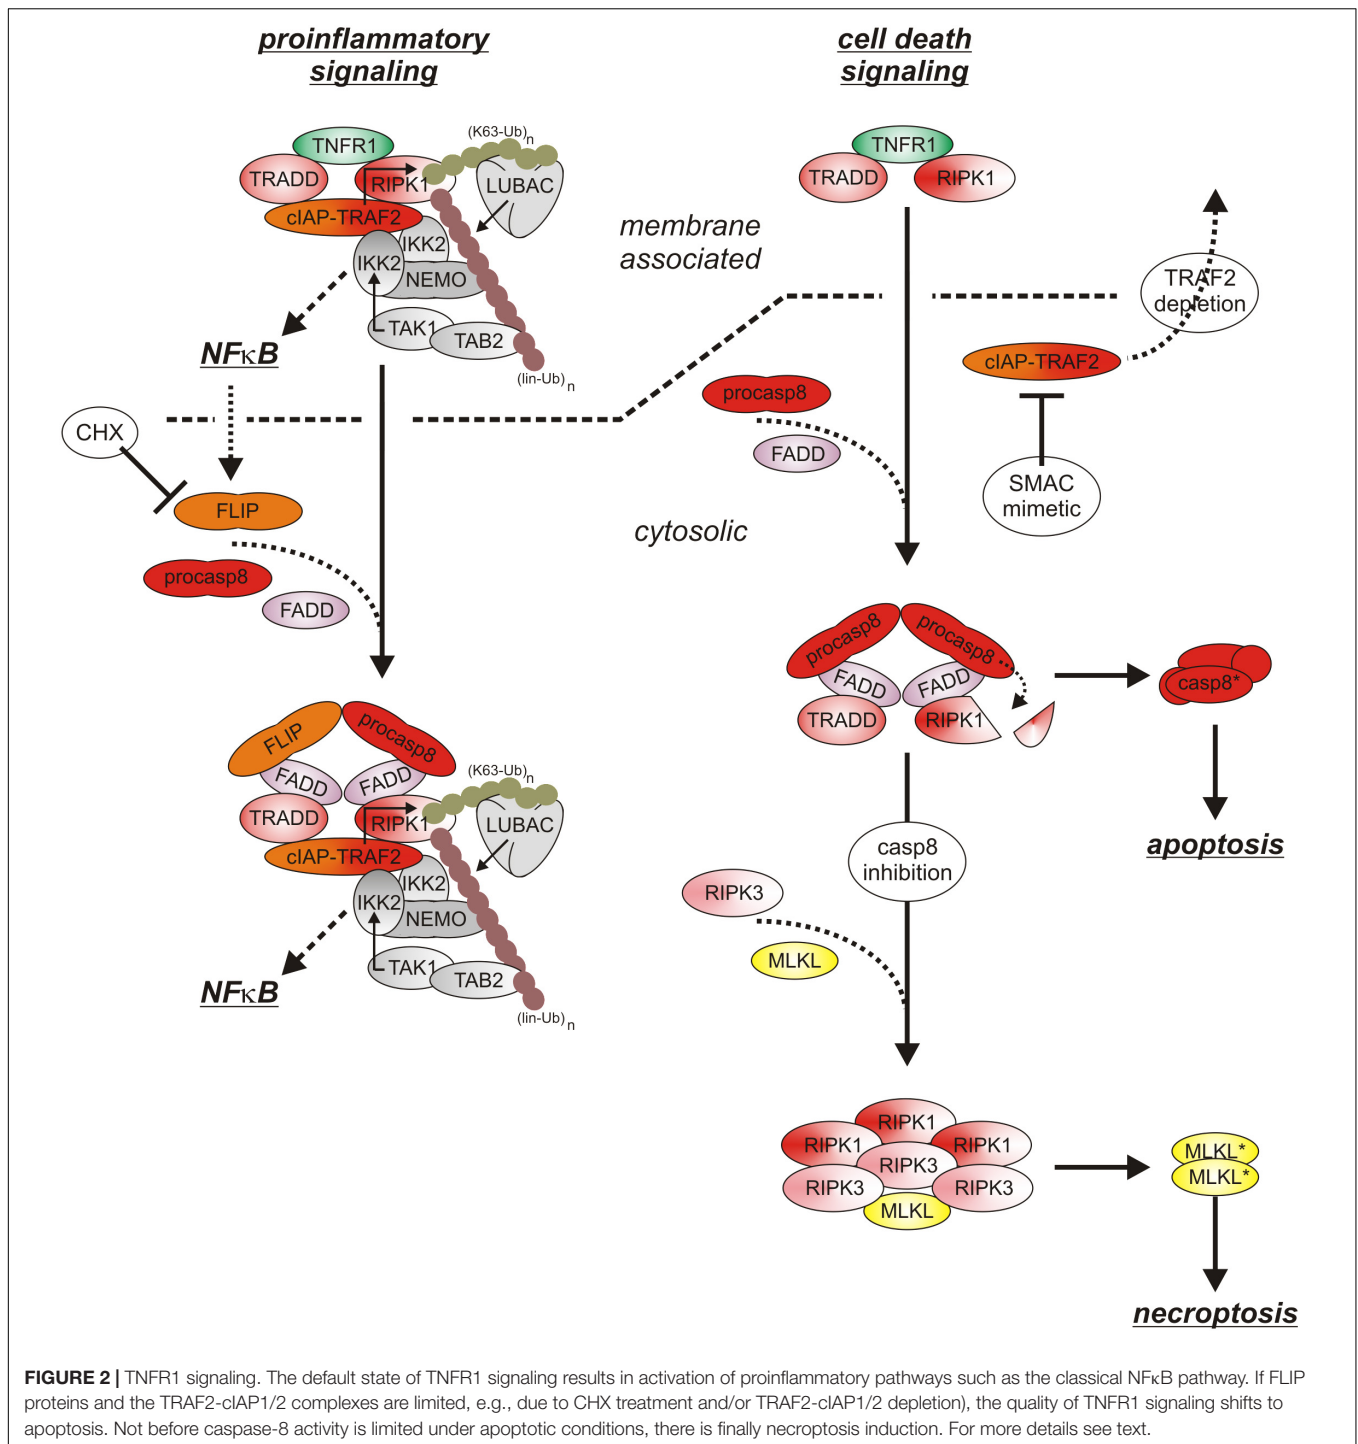 proinflammatory
signaling
TNFR1
TRADD
RIPK1
(K63-Ub)n
LUBAC
cIAP-TRAF2
IKK2
IKK2
NEMO
TAK1
TAB2
(lin-Ub)n
NFκB
CHX
FLIP
procasp8
FADD
FLIP
procasp8
FADD
FADD
TRADD
RIPK1
(K63-Ub)n
LUBAC
cIAP-TRAF2
IKK2
IKK2
NEMO
TAK1
TAB2
(lin-Ub)n
NFκB
membrane
associated
cytosolic
cell death
signaling
TNFR1
TRADD
RIPK1
TRAF2
depletion
cIAP-TRAF2
SMAC
mimetic
procasp8
FADD
procasp8
procasp8
FADD
FADD
TRADD
RIPK1
casp8*
apoptosis
casp8
inhibition
RIPK3
MLKL
RIPK1
RIPK1
RIPK1
RIPK3
RIPK3
RIPK3
MLKL
MLKL*
MLKL*
necroptosis
FIGURE 2 | TNFR1 signaling. The default state of TNFR1 signaling results in activation of proinflammatory pathways such as the classical NFκB pathway. If FLIP
proteins and the TRAF2-cIAP1/2 complexes are limited, e.g., due to CHX treatment and/or TRAF2-cIAP1/2 depletion), the quality of TNFR1 signaling shifts to
apoptosis. Not before caspase-8 activity is limited under apoptotic conditions, there is finally necroptosis induction. For more details see text.